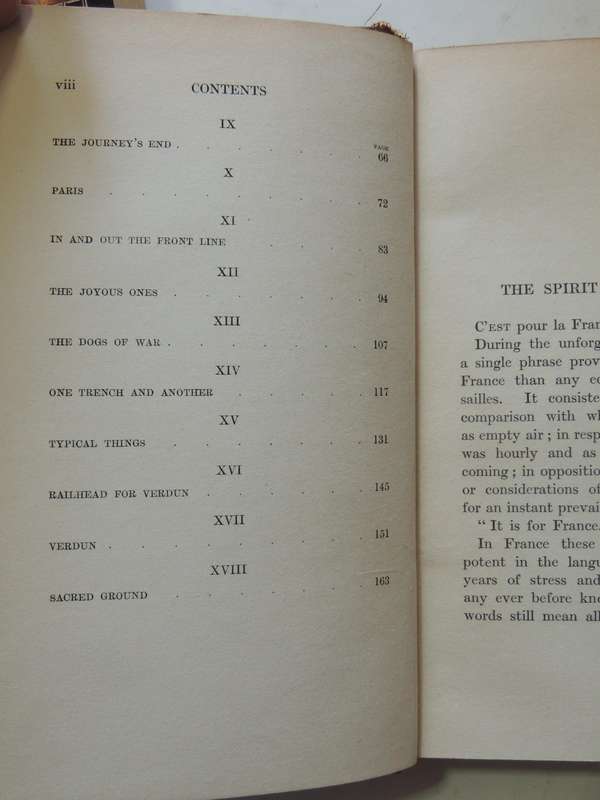 viii CONTENTS
IX
PAGE
THE JOURNEY'S END . . . . . . . 66
X
PARIS . . . . . . . . . 72
XI
IN AND OUT THE FRONT LINE . . . . 83
XII
THE JOYOUS ONES . . . . . . . 94
XIII
THE DOGS OF WAR . . . . . . . 107
XIV
ONE TRENCH AND ANOTHER . . . . . 117
XV
TYPICAL THINGS . . . . . . . 131
XVI
RAILHEAD FOR VERDUN . . . . . . 145
XVII
VERDUN . . . . . . . . . 151
XVIII
SACRED GROUND . . . . . . . 163
THE SPIRIT
C'EST pour la Fran
During the unforg
a single phrase prov
France than any
sailles. It consiste
comparison with wh
as empty air ; in resp
was hourly and as
coming ; in oppositio
or considerations of
for an instant prevai
" It is for France.
In France these
potent in the langu
years of stress and
any ever before kno
words still mean all